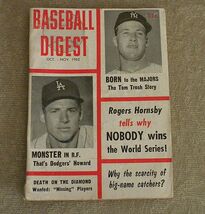 BASEBALL
DIGEST
OCT. - NOV. 1962
BORN to the MAJORS
The Tom Tresh Story
Rogers Hornsby
tells why
NOBODY wins
the World Series!
MONSTER in B.F.
That's Dodgers' Howard
Why the scarcity of
big-name catchers?
DEATH ON THE DIAMOND
Wanted: "Missing" Players